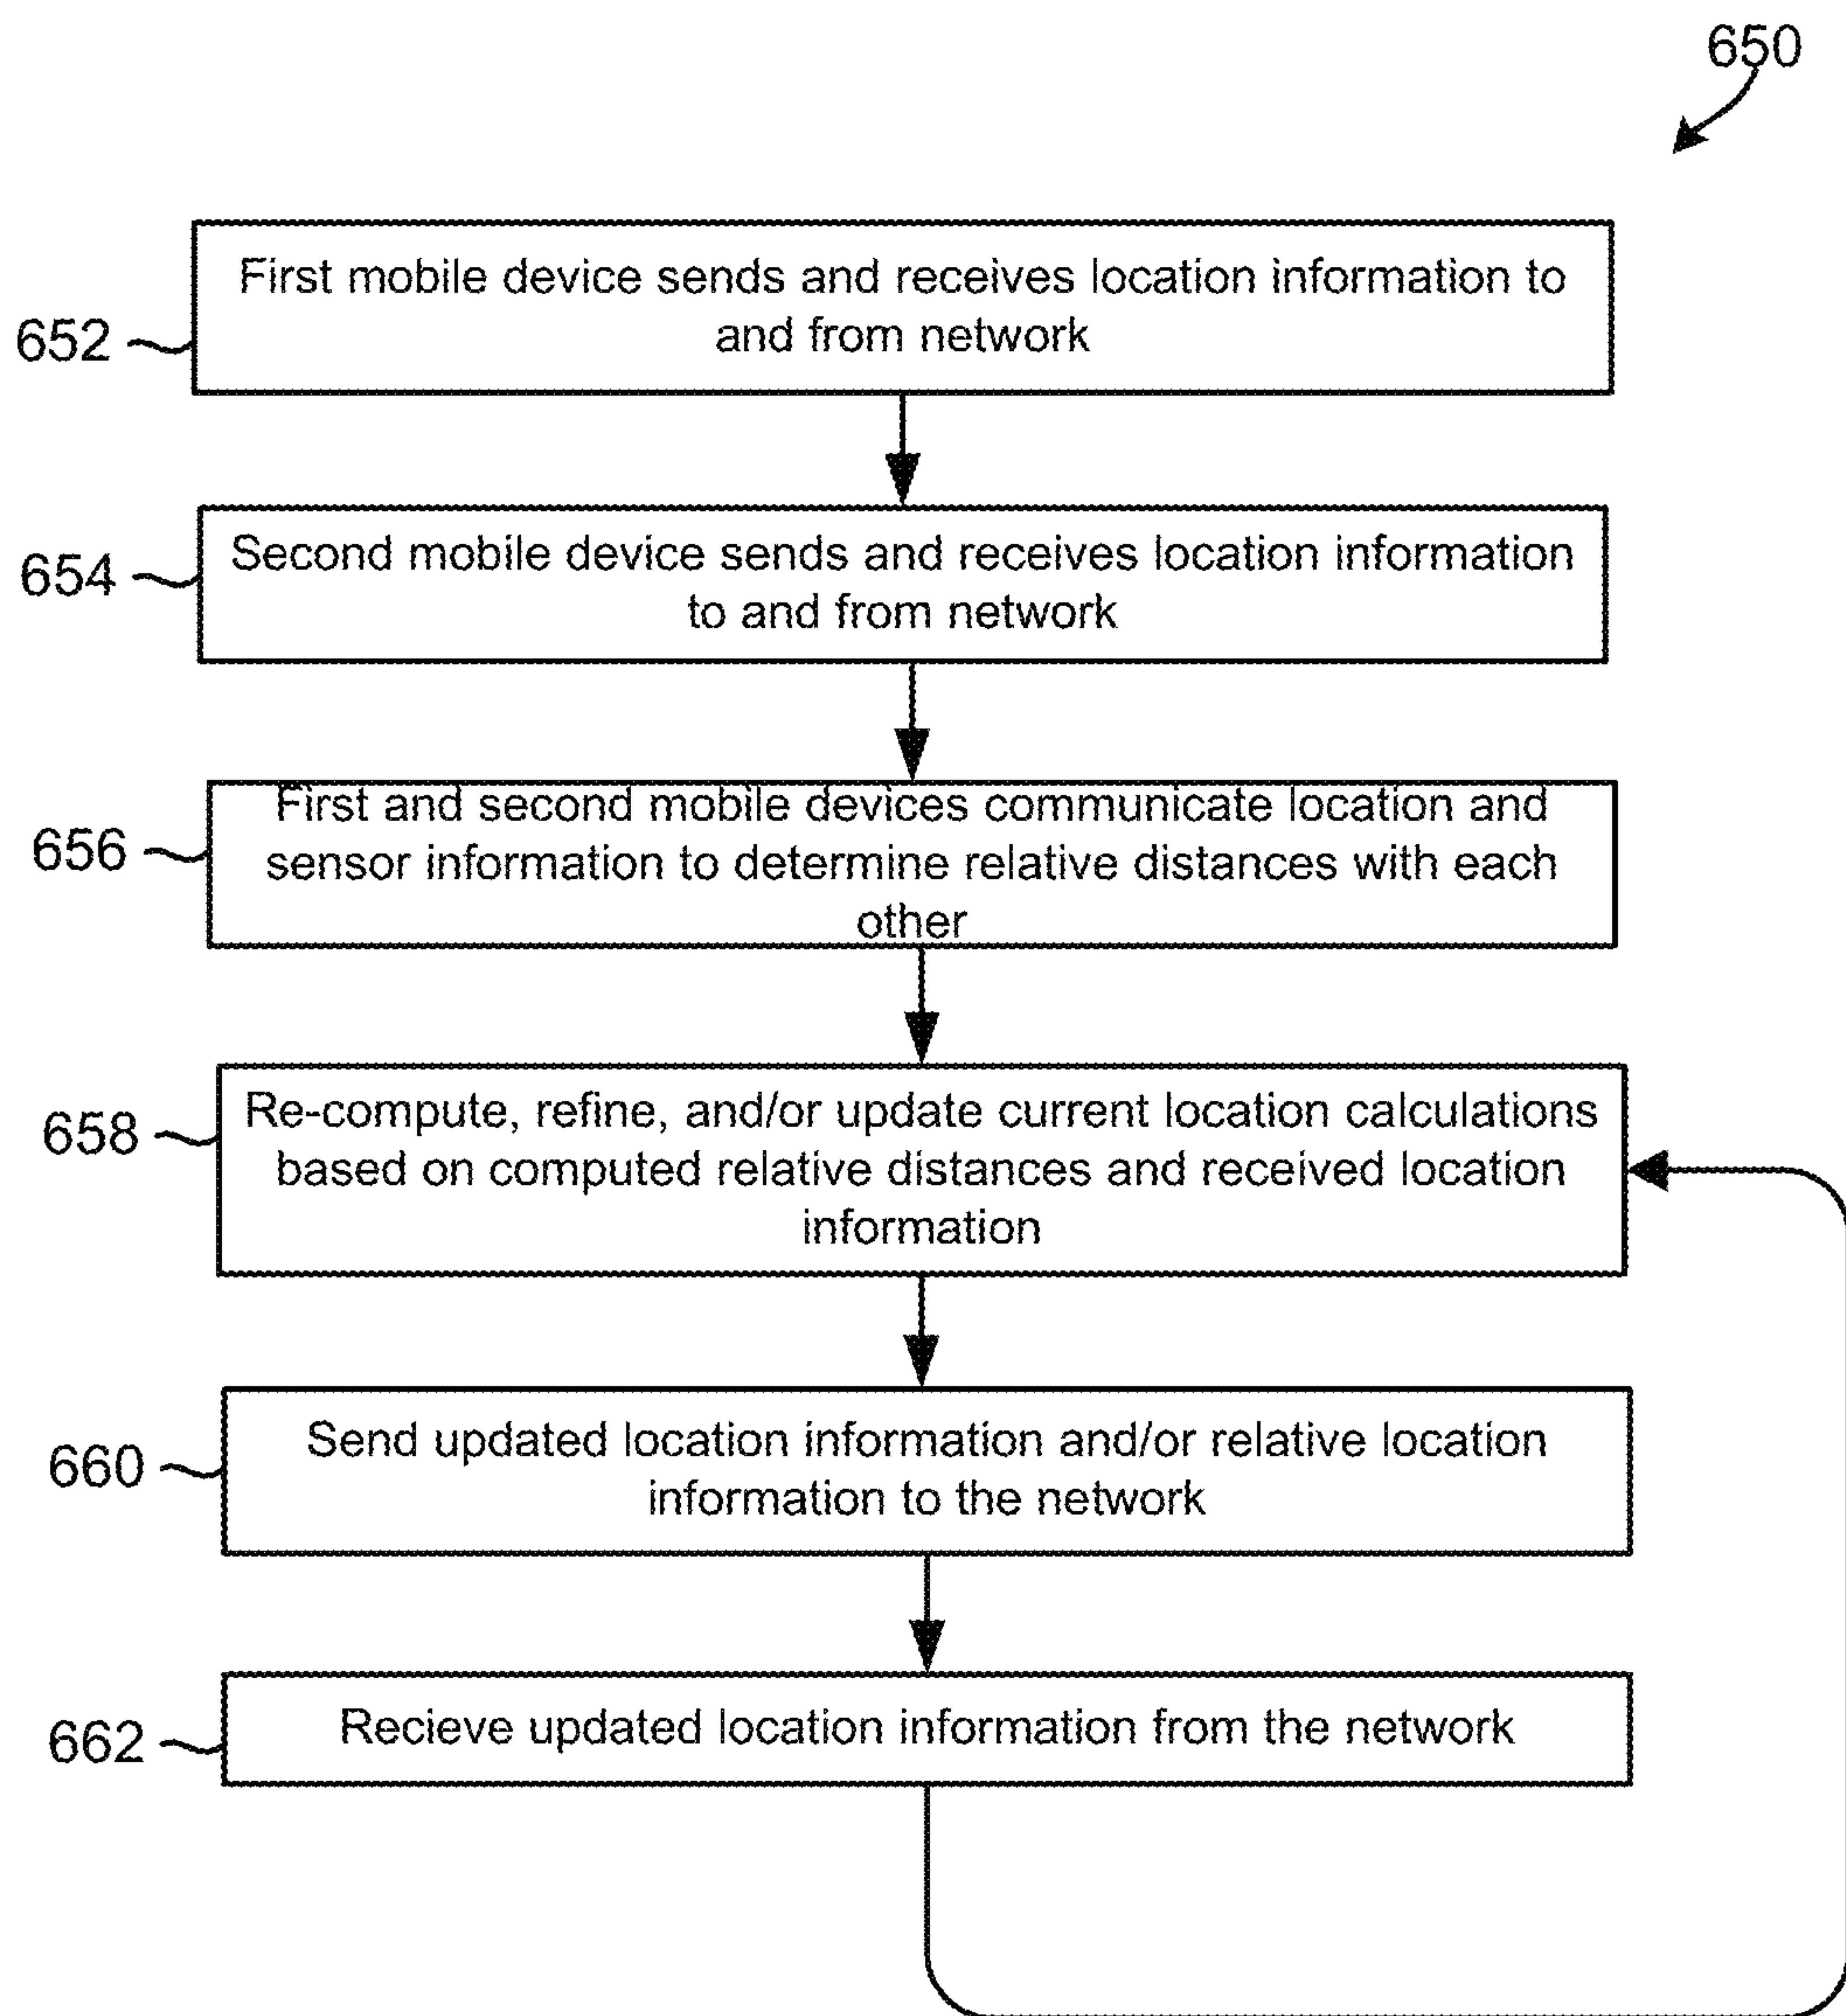 650
First mobile device sends and receives location information to
and from network
652
Second mobile device sends and receives location information
to and from network
654
First and second mobile devices communicate location and
sensor information to determine relative distances with each
other
656
Re-compute, refine, and/or update current location calculations
based on computed relative distances and received location
information
658
Send updated location information and/or relative location
information to the network
660
Recieve updated location information from the network
662